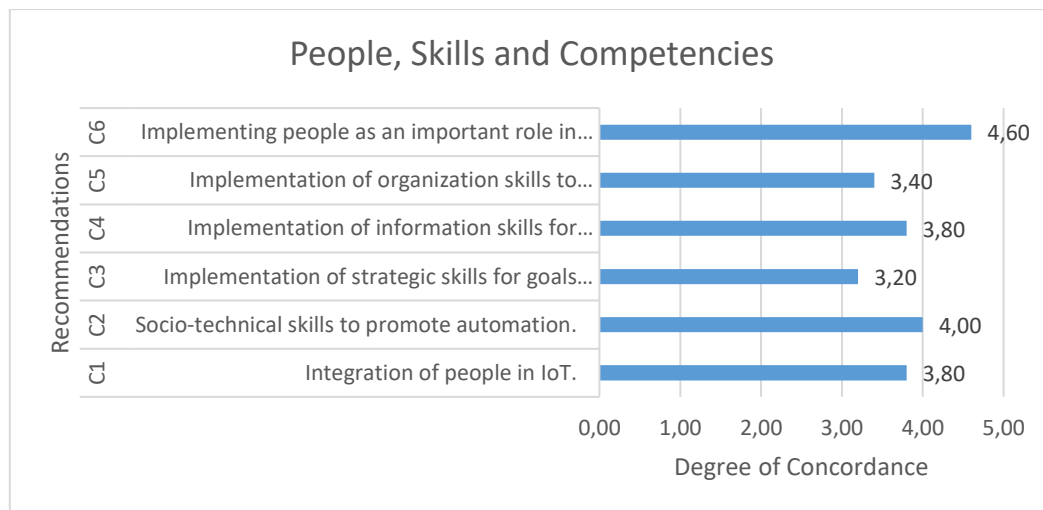 People, Skills and Competencies
Recommendations
C6 Implementing people as an important role in… 4,60
C5 Implementation of organization skills to… 3,40
C4 Implementation of information skills for… 3,80
C3 Implementation of strategic skills for goals… 3,20
C2 Socio-technical skills to promote automation. 4,00
C1 Integration of people in IoT. 3,80
0,00 1,00 2,00 3,00 4,00 5,00
Degree of Concordance